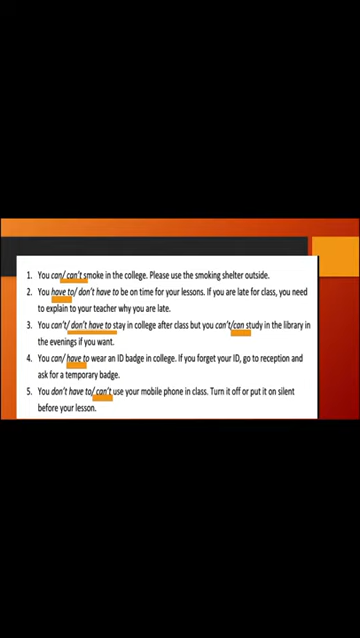 1. You can/ can't smoke in the college. Please use the smoking shelter outside.
2. You have to/ don't have to be on time for your lessons. If you are late for class, you need
to explain to your teacher why you are late.
3. You can't/ don't have to stay in college after class but you can't/can study in the library in
the evenings if you want.
4. You can/ have to wear an ID badge in college. If you forget your ID, go to reception and
ask for a temporary badge.
5. You don't have to/ can't use your mobile phone in class. Turn it off or put it on silent
before your lesson.